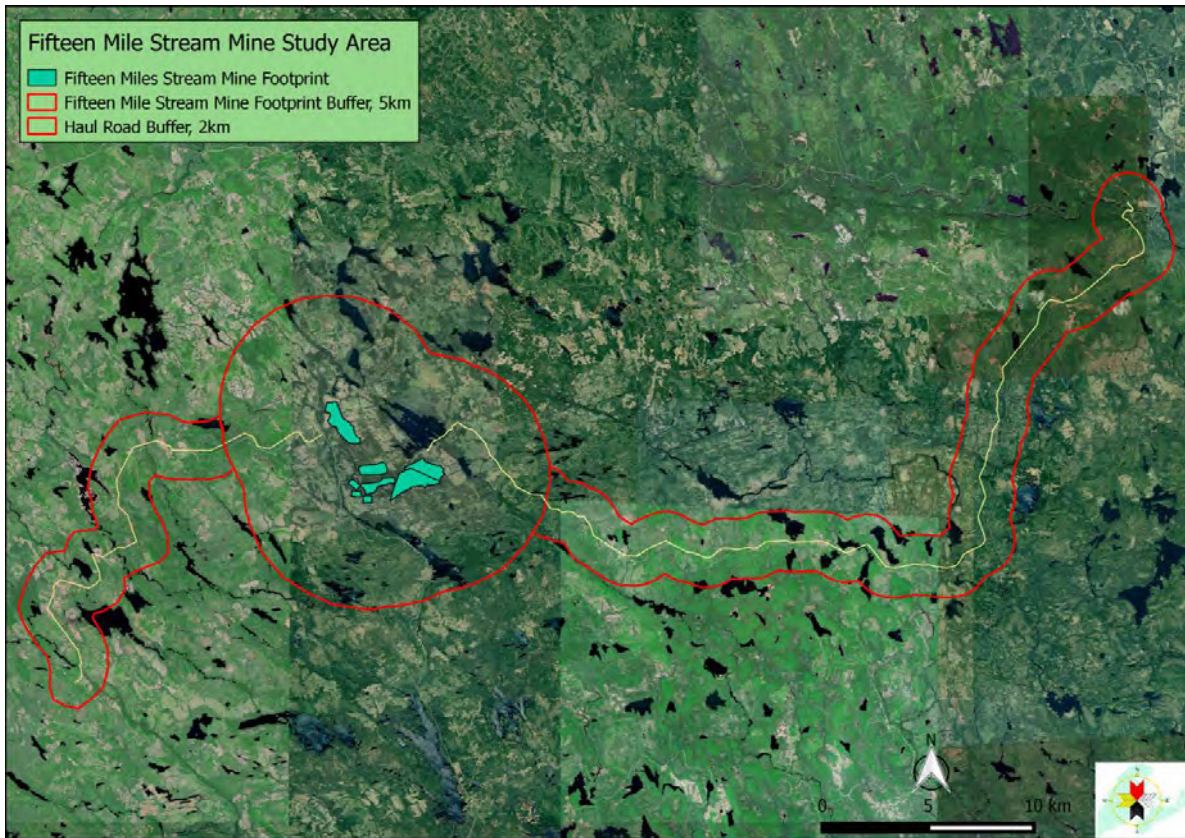 Fifteen Mile Stream Mine Study Area
Fifteen Miles Stream Mine Footprint
Fifteen Mile Stream Mine Footprint Buffer, 5km
Haul Road Buffer, 2km
N
0 5 10 km